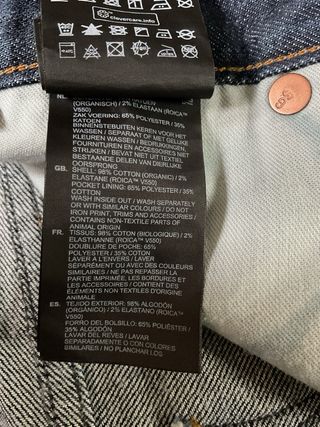 clevercare.info
NL.
(ORGANISCH) / 2% ELASTAAN (ROICA™
V550)
ZAK VOERING: 65% POLYESTER / 35%
KATOEN
BINNENSTEBUITEN KEREN VOOR HET
WASSEN / SEPARAAT OF MET GELIJKE
KLEUREN WASSEN / BEDRUKKINGEN,
FOURNITUREN EN ACCESSOIRES NIET
STRIJKEN / BEVAT NIET UIT TEXTIEL
BESTAANDE DELEN VAN DIERLIJKE
OORSPRONG
GB. SHELL: 98% COTTON (ORGANIC) / 2%
ELASTANE (ROICA™ V550)
POCKET LINING: 65% POLYESTER / 35%
COTTON
WASH INSIDE OUT / WASH SEPARATELY
OR WITH SIMILAR COLOURS / DO NOT
IRON PRINT, TRIMS AND ACCESSORIES /
CONTAINS NON-TEXTILE PARTS OF
ANIMAL ORIGIN
FR. TISSUS: 98% COTON (BIOLOGIQUE) / 2%
ELASTHANNE (ROICA™ V550)
DOUBLURE DE POCHE: 65%
POLYESTER / 35% COTON
LAVER A L'ENVERS / LAVER
SÉPARÉMENT OU AVEC DES COULEURS
SIMILAIRES / NE PAS REPASSER LA
PARTIE IMPRIMÉE, LES BORDURES ET
LES ACCESSOIRES / CONTIENT DES
ÉLÉMENTS NON TEXTILES D'ORIGINE
ANIMALE
ES. TEJIDO EXTERIOR: 98% ALGODÓN
(ORGÁNICO) / 2% ELASTANO (ROICA™
V550)
FORRO DEL BOLSILLO: 65% POLIÉSTER /
35% ALGODÓN
LAVAR DEL REVÉS / LAVAR
SEPARADAMENTE O CON COLORES
SIMILARES / NO PLANCHAR LOS